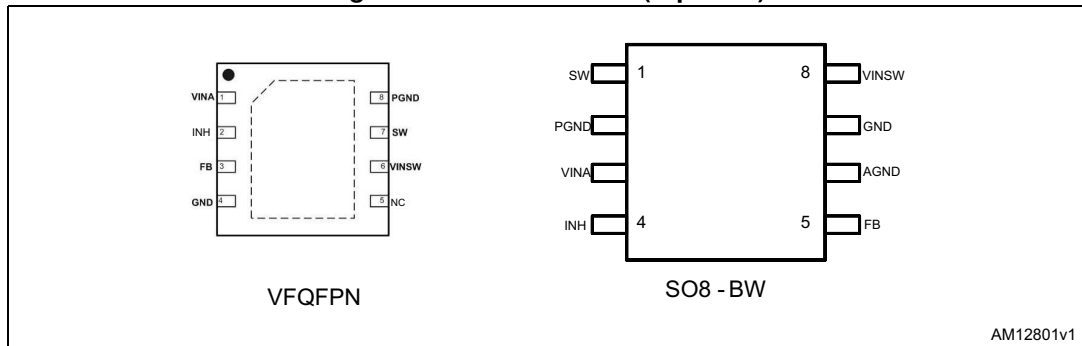 VINA 1 8 PGND
INH 2 7 SW
FB 3 6 VINSW
GND 4 5 NC
VFQFPN
SW 1 8 VINSW
PGND GND
VINA AGND
INH 4 5 FB
SO8 - BW
AM12801v1